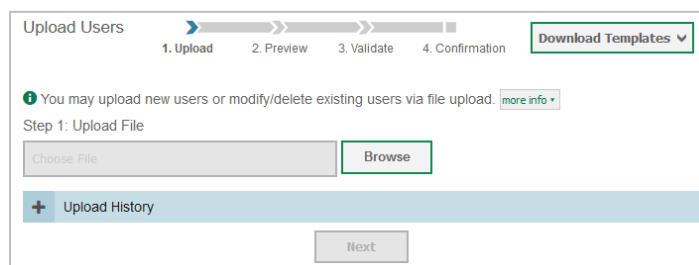 Upload Users
1. Upload
2. Preview
3. Validate
4. Confirmation
Download Templates
You may upload new users or modify/delete existing users via file upload. more info
Step 1: Upload File
Choose File
Browse
Upload History
Next